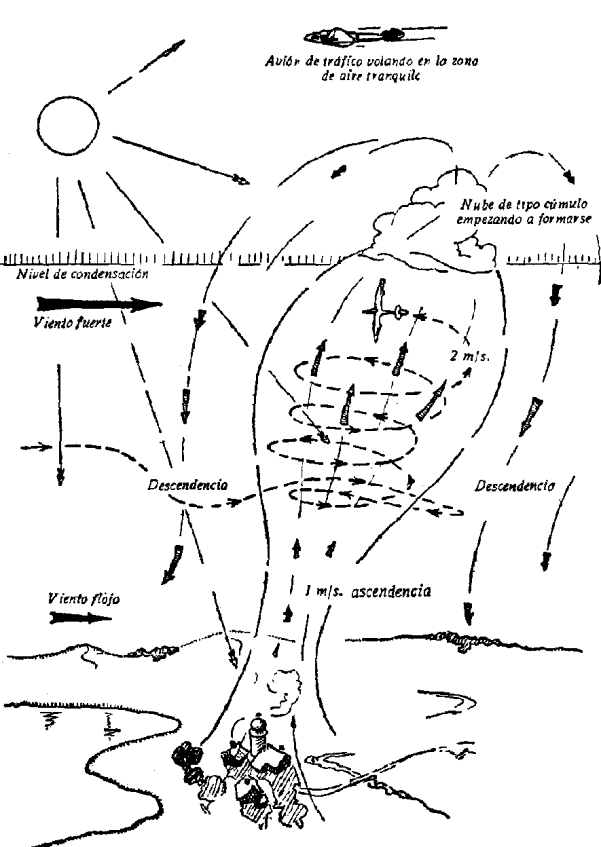 Avión de tráfico volando en la zona
de aire tranquilc
Nube de tipo cúmulo
empezando a formarse
Nivel de condensación
Viento fuerte
2 m/s.
Descendencia
Descendencia
1 m/s. ascendencia
Viento flojo